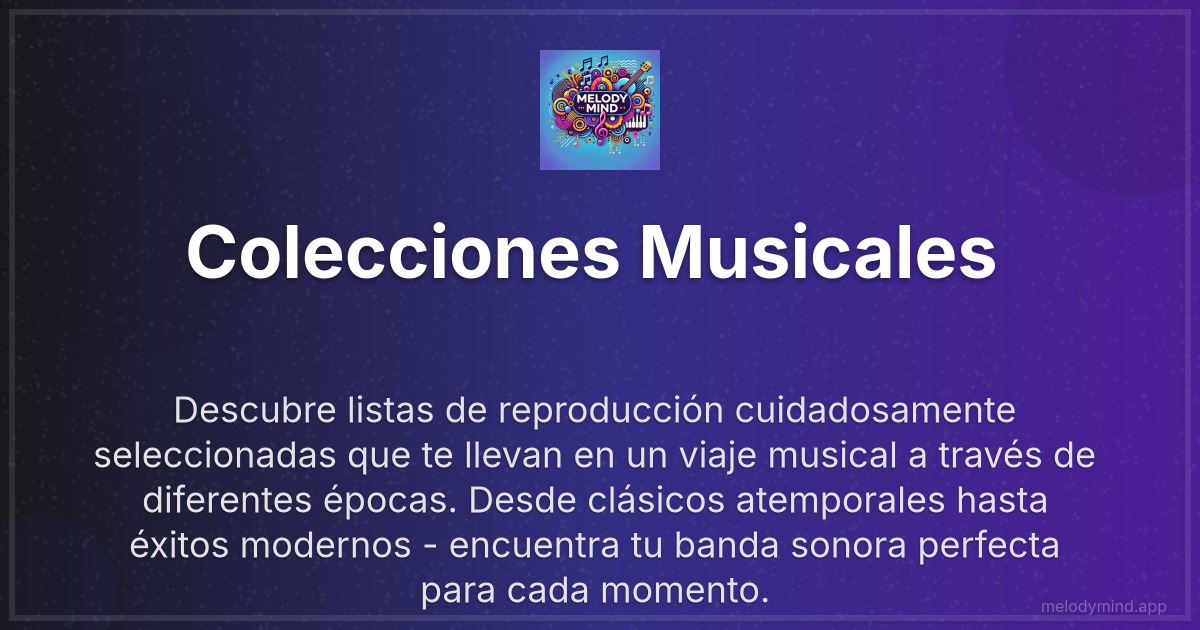 MELODY
MIND
Colecciones Musicales
Descubre listas de reproducción cuidadosamente
seleccionadas que te llevan en un viaje musical a través de
diferentes épocas. Desde clásicos atemporales hasta
éxitos modernos - encuentra tu banda sonora perfecta
para cada momento.
melodymind.app